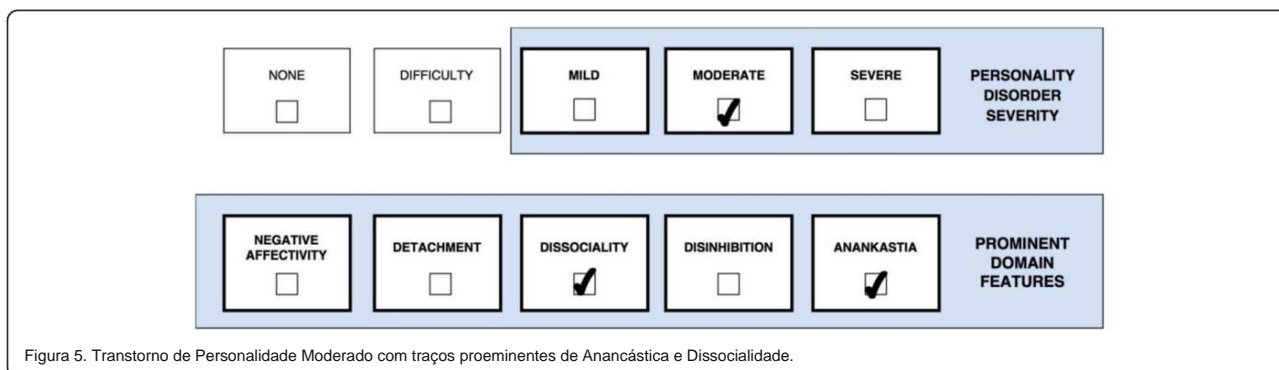 NONE
DIFFICULTY
MILD
MODERATE
SEVERE
PERSONALITY
DISORDER
SEVERITY
NEGATIVE
AFFECTIVITY
DETACHMENT
DISSOCIALITY
DISINHIBITION
ANANKASTIA
PROMINENT
DOMAIN
FEATURES
Figura 5. Transtorno de Personalidade Moderado com traços proeminentes de Anancástica e Dissocialidade.